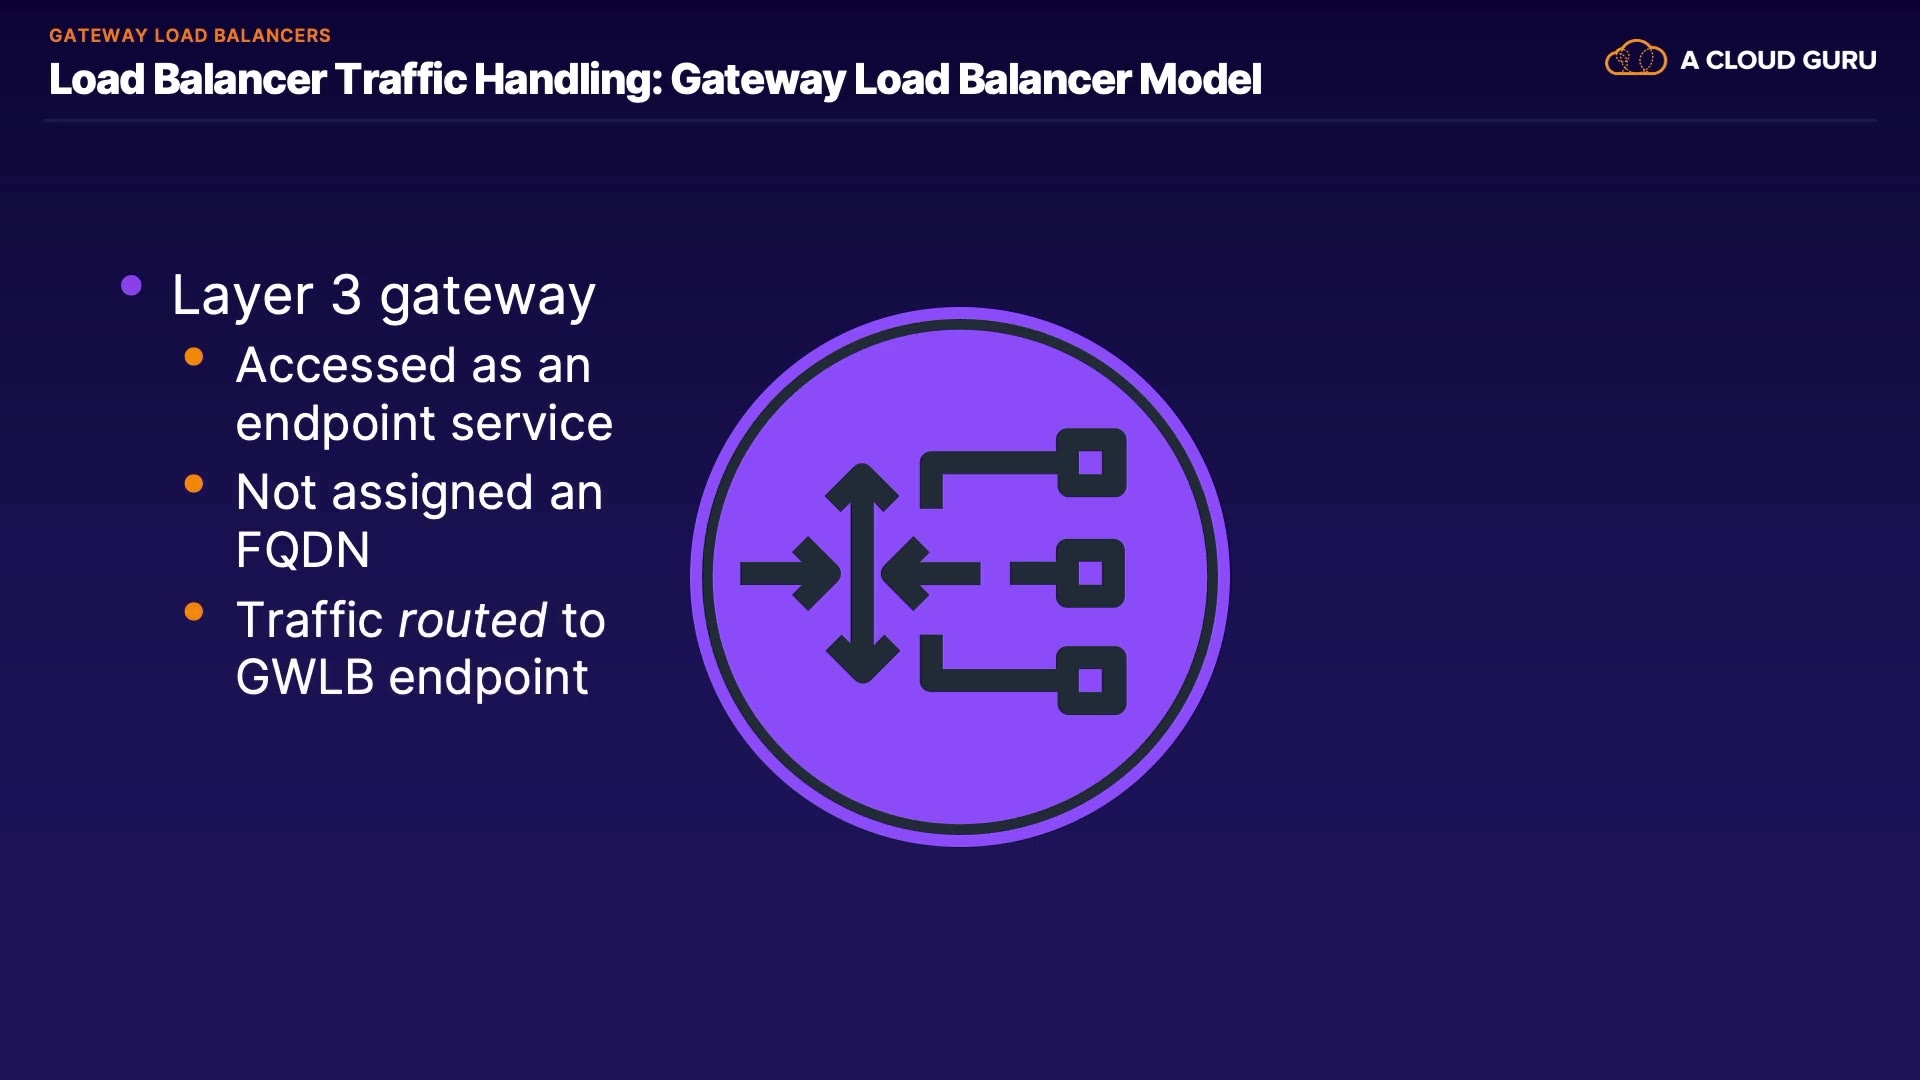 GATEWAY LOAD BALANCERS
Load Balancer Traffic Handling: Gateway Load Balancer Model
A CLOUD GURU
Layer 3 gateway
Accessed as an
endpoint service
Not assigned an
FQDN
Traffic routed to
GWLB endpoint